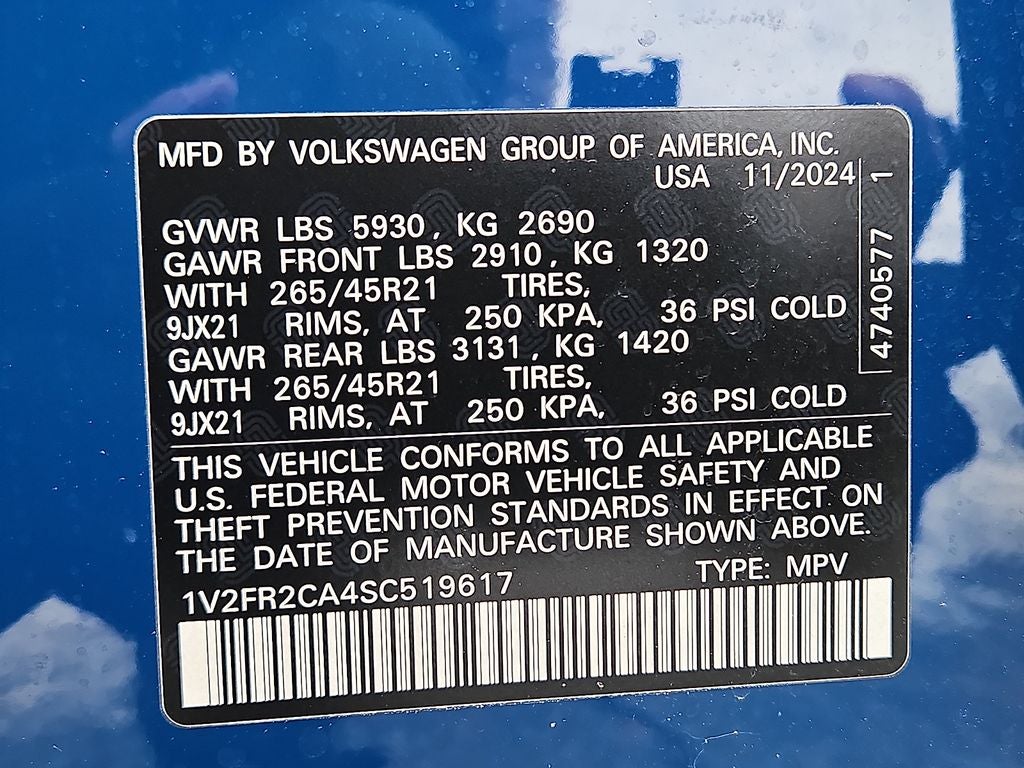 MFD BY VOLKSWAGEN GROUP OF AMERICA, INC.
USA 11/2024
GVWR LBS 5930, KG 2690
GAWR FRONT LBS 2910, KG 1320
WITH 265/45R21 TIRES,
9JX21 RIMS, AT 250 KPA, 36 PSI COLD
GAWR REAR LBS 3131, KG 1420
WITH 265/45R21 TIRES,
9JX21 RIMS, AT 250 KPA, 36 PSI COLD
4740577 1
THIS VEHICLE CONFORMS TO ALL APPLICABLE
U.S. FEDERAL MOTOR VEHICLE SAFETY AND
THEFT PREVENTION STANDARDS IN EFFECT ON
THE DATE OF MANUFACTURE SHOWN ABOVE.
1V2FR2CA4SC519617 TYPE: MPV